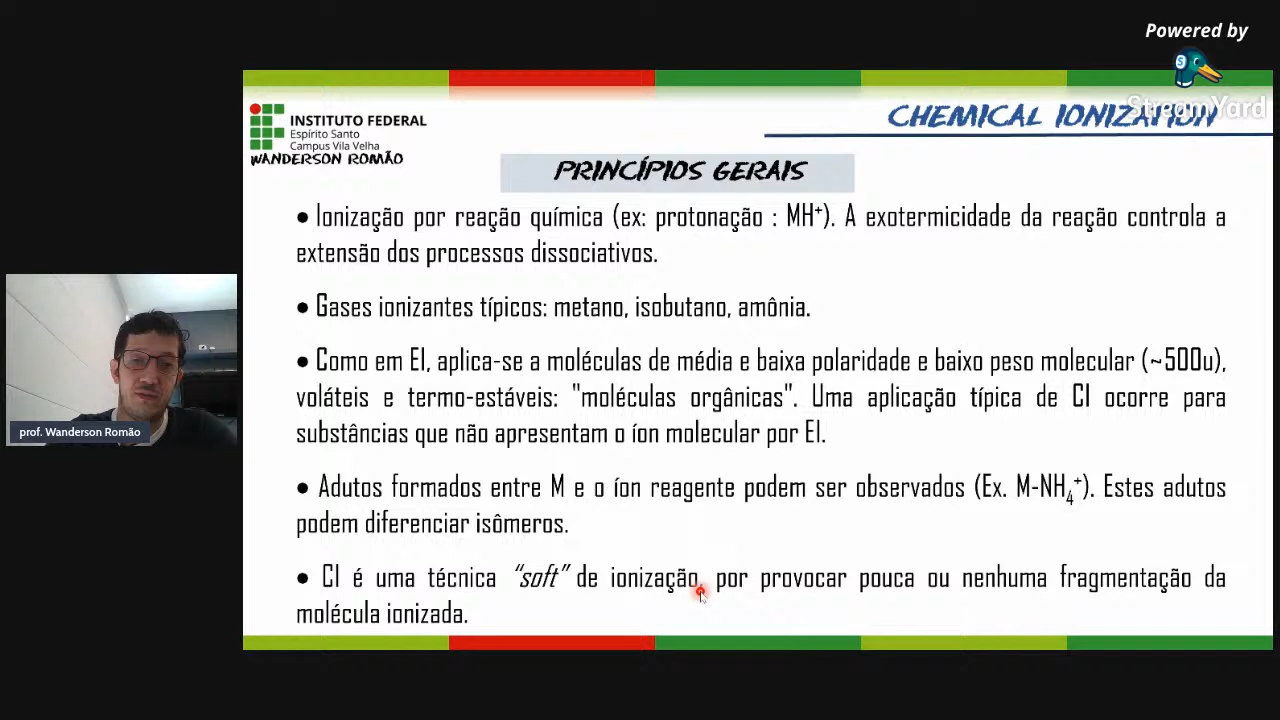 Powered by
StreamYard
INSTITUTO FEDERAL
Espírito Santo
Campus Vila Velha
WANDERSON ROMÃO
CHEMICAL IONIZATION
PRINCÍPIOS GERAIS
• Ionização por reação química (ex: protonação : MH⁺). A exotermicidade da reação controla a
extensão dos processos dissociativos.
• Gases ionizantes típicos: metano, isobutano, amônia.
• Como em EI, aplica-se a moléculas de média e baixa polaridade e baixo peso molecular (~500u),
voláteis e termo-estáveis: "moléculas orgânicas". Uma aplicação típica de CI ocorre para
substâncias que não apresentam o íon molecular por EI.
• Adutos formados entre M e o íon reagente podem ser observados (Ex. M-NH₄⁺). Estes adutos
podem diferenciar isômeros.
• CI é uma técnica "soft" de ionização, por provocar pouca ou nenhuma fragmentação da
molécula ionizada.
prof. Wanderson Romão